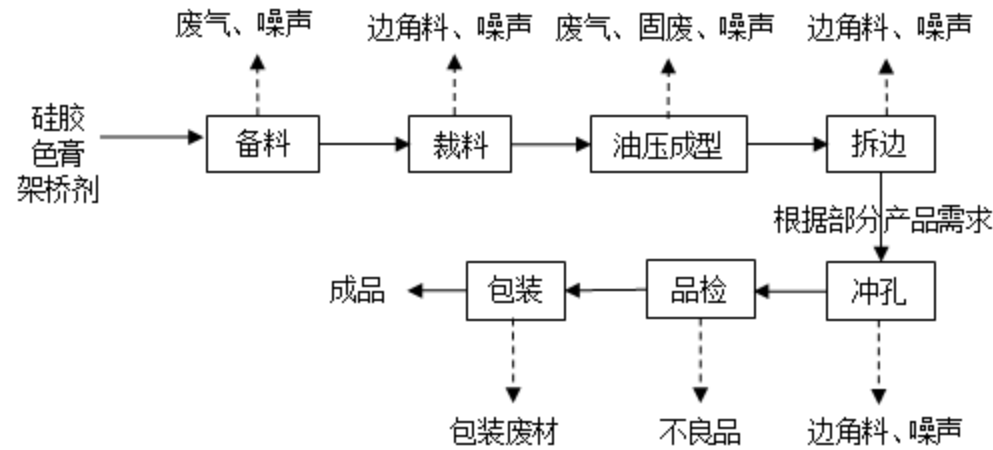 废气、噪声
边角料、噪声
废气、固废、噪声
边角料、噪声
硅胶
色膏
架桥剂
备料
裁料
油压成型
拆边
根据部分产品需求
成品
包装
品检
冲孔
包装废材
不良品
边角料、噪声